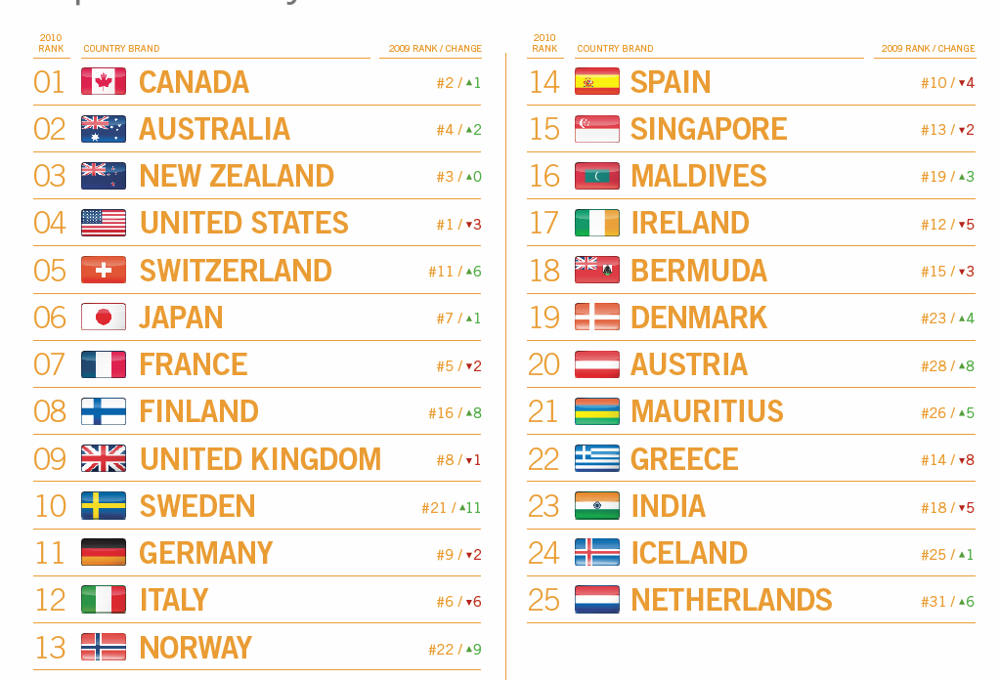 2010
RANK COUNTRY BRAND 2009 RANK / CHANGE
01 CANADA #2 / ▲1
02 AUSTRALIA #4 / ▲2
03 NEW ZEALAND #3 / ▲0
04 UNITED STATES #1 / ▼3
05 SWITZERLAND #11 / ▲6
06 JAPAN #7 / ▲1
07 FRANCE #5 / ▼2
08 FINLAND #16 / ▲8
09 UNITED KINGDOM #8 / ▼1
10 SWEDEN #21 / ▲11
11 GERMANY #9 / ▼2
12 ITALY #6 / ▼6
13 NORWAY #22 / ▲9
2010
RANK COUNTRY BRAND 2009 RANK / CHANGE
14 SPAIN #10 / ▼4
15 SINGAPORE #13 / ▼2
16 MALDIVES #19 / ▲3
17 IRELAND #12 / ▼5
18 BERMUDA #15 / ▼3
19 DENMARK #23 / ▲4
20 AUSTRIA #28 / ▲8
21 MAURITIUS #26 / ▲5
22 GREECE #14 / ▼8
23 INDIA #18 / ▼5
24 ICELAND #25 / ▲1
25 NETHERLANDS #31 / ▲6